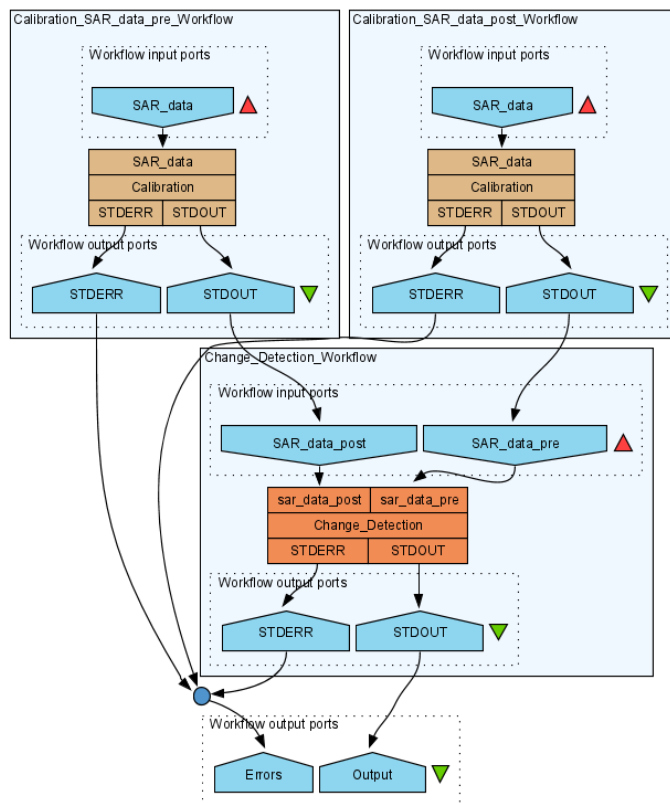 Calibration_SAR_data_pre_Workflow
Workflow input ports
SAR_data
SAR_data
Calibration
STDERR STDOUT
Workflow output ports
STDERR STDOUT
Calibration_SAR_data_post_Workflow
Workflow input ports
SAR_data
SAR_data
Calibration
STDERR STDOUT
Workflow output ports
STDERR STDOUT
Change_Detection_Workflow
Workflow input ports
SAR_data_post SAR_data_pre
sar_data_post sar_data_pre
Change_Detection
STDERR STDOUT
Workflow output ports
STDERR STDOUT
Workflow output ports
Errors Output